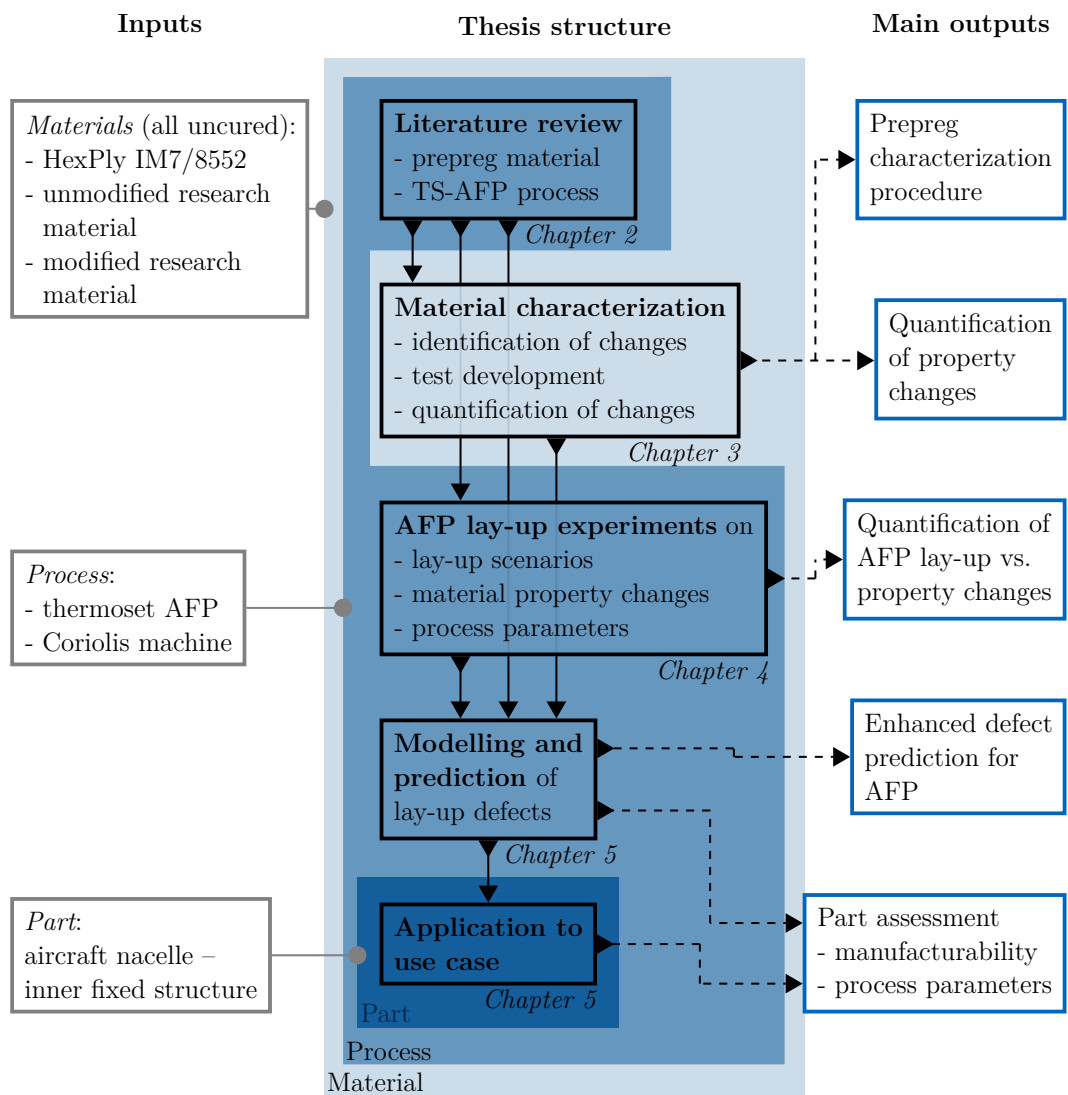 Inputs
Thesis structure
Main outputs
Materials (all uncured):
- HexPly IM7/8552
- unmodified research
material
- modified research
material
Literature review
- prepreg material
- TS-AFP process
Chapter 2
Prepreg
characterization
procedure
Material characterization
- identification of changes
- test development
- quantification of changes
Chapter 3
Quantification
of property
changes
Process:
- thermoset AFP
- Coriolis machine
AFP lay-up experiments on
- lay-up scenarios
- material property changes
- process parameters
Chapter 4
Quantification of
AFP lay-up vs.
property changes
Modelling and
prediction of
lay-up defects
Chapter 5
Enhanced defect
prediction for
AFP
Part:
aircraft nacelle –
inner fixed structure
Application to
use case
Chapter 5
Part assessment
- manufacturability
- process parameters
Part
Process
Material